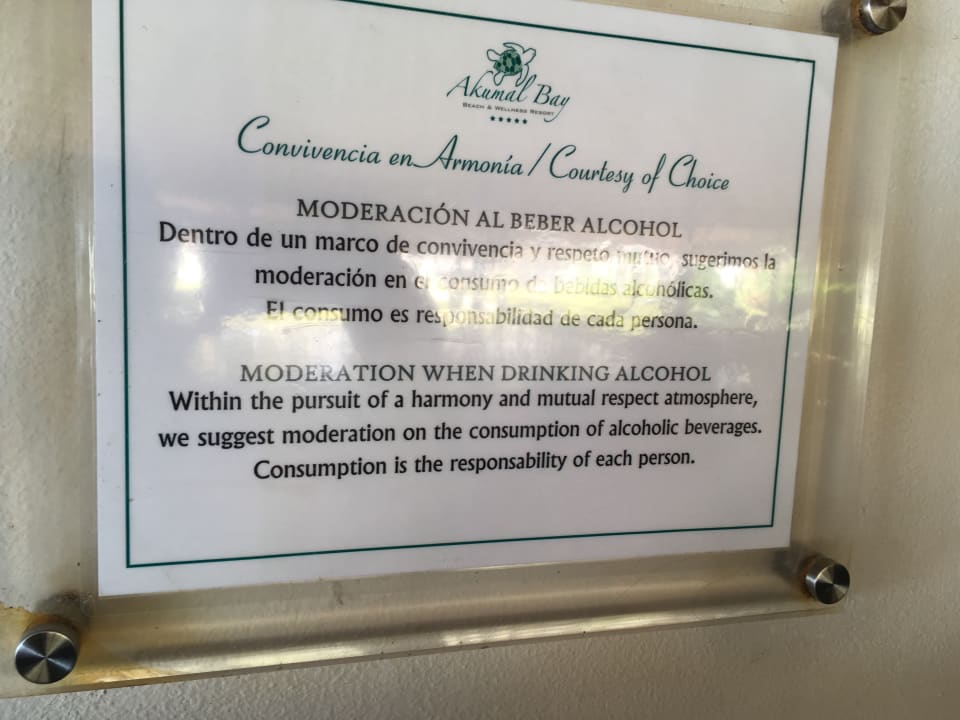 Akumal Bay
BEACH & WELLNESS RESORT
Convivencia en Armonía / Courtesy of Choice
MODERACIÓN AL BEBER ALCOHOL
Dentro de un marco de convivencia y respeto mutuo, sugerimos la
moderación en el consumo de bebidas alcohólicas.
El consumo es responsabilidad de cada persona.
MODERATION WHEN DRINKING ALCOHOL
Within the pursuit of a harmony and mutual respect atmosphere,
we suggest moderation on the consumption of alcoholic beverages.
Consumption is the responsability of each person.